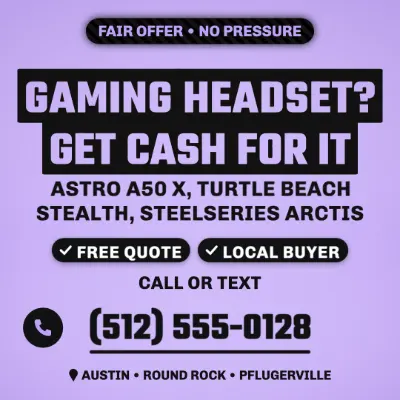 FAIR OFFER • NO PRESSURE
GAMING HEADSET?
GET CASH FOR IT
ASTRO A50 X, TURTLE BEACH
STEALTH, STEELSERIES ARCTIS
FREE QUOTE LOCAL BUYER
CALL OR TEXT
(512) 555-0128
AUSTIN • ROUND ROCK • PFLUGERVILLE